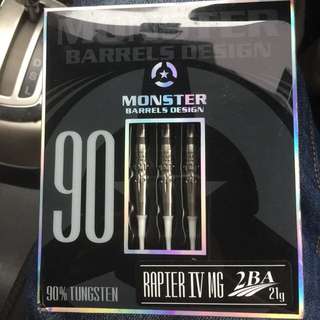 MONSTER
BARRELS DESIGN
MONSTER
BARRELS DESIGN
90
90% TUNGSTEN
RAPIER IV MG
2BA
21g